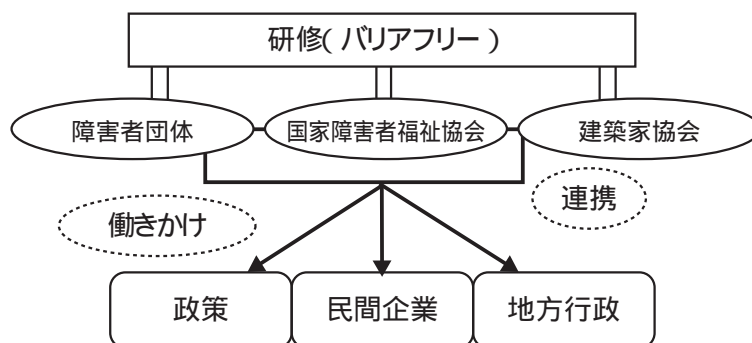 研修(バリアフリー)
障害者団体 国家障害者福祉協会 建築家協会
連携
働きかけ
政策 民間企業 地方行政